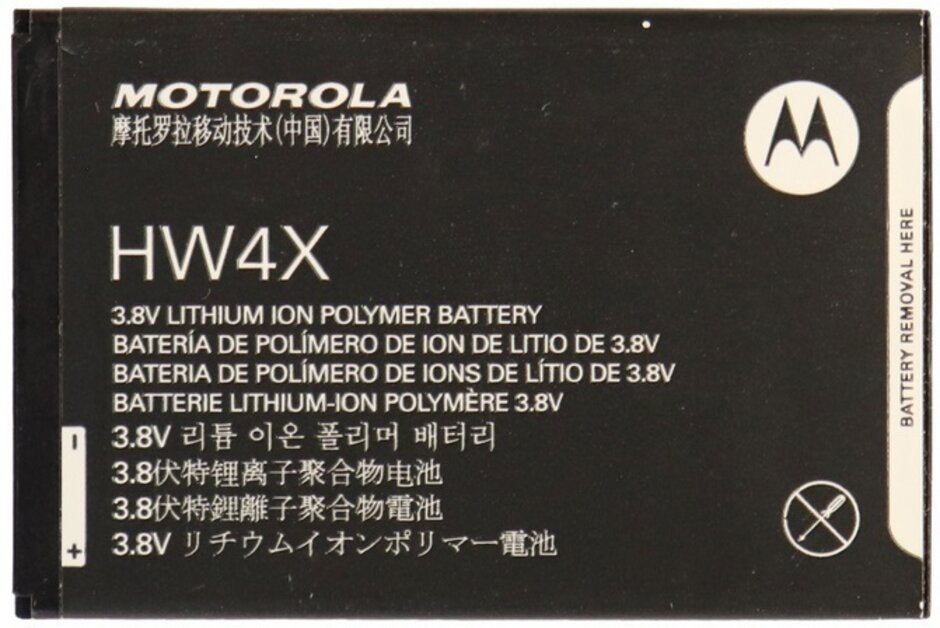 MOTOROLA
摩托罗拉移动技术(中国)有限公司
HW4X
3.8V LITHIUM ION POLYMER BATTERY
BATERÍA DE POLÍMERO DE ION DE LITIO DE 3.8V
BATERIA DE POLÍMERO DE IONS DE LÍTIO DE 3.8V
BATTERIE LITHIUM-ION POLYMÈRE 3.8V
3.8V 리튬 이온 폴리머 배터리
3.8伏特锂离子聚合物电池
3.8伏特鋰離子聚合物電池
3.8V リチウムイオンポリマー電池
-
+
BATTERY REMOVAL HERE